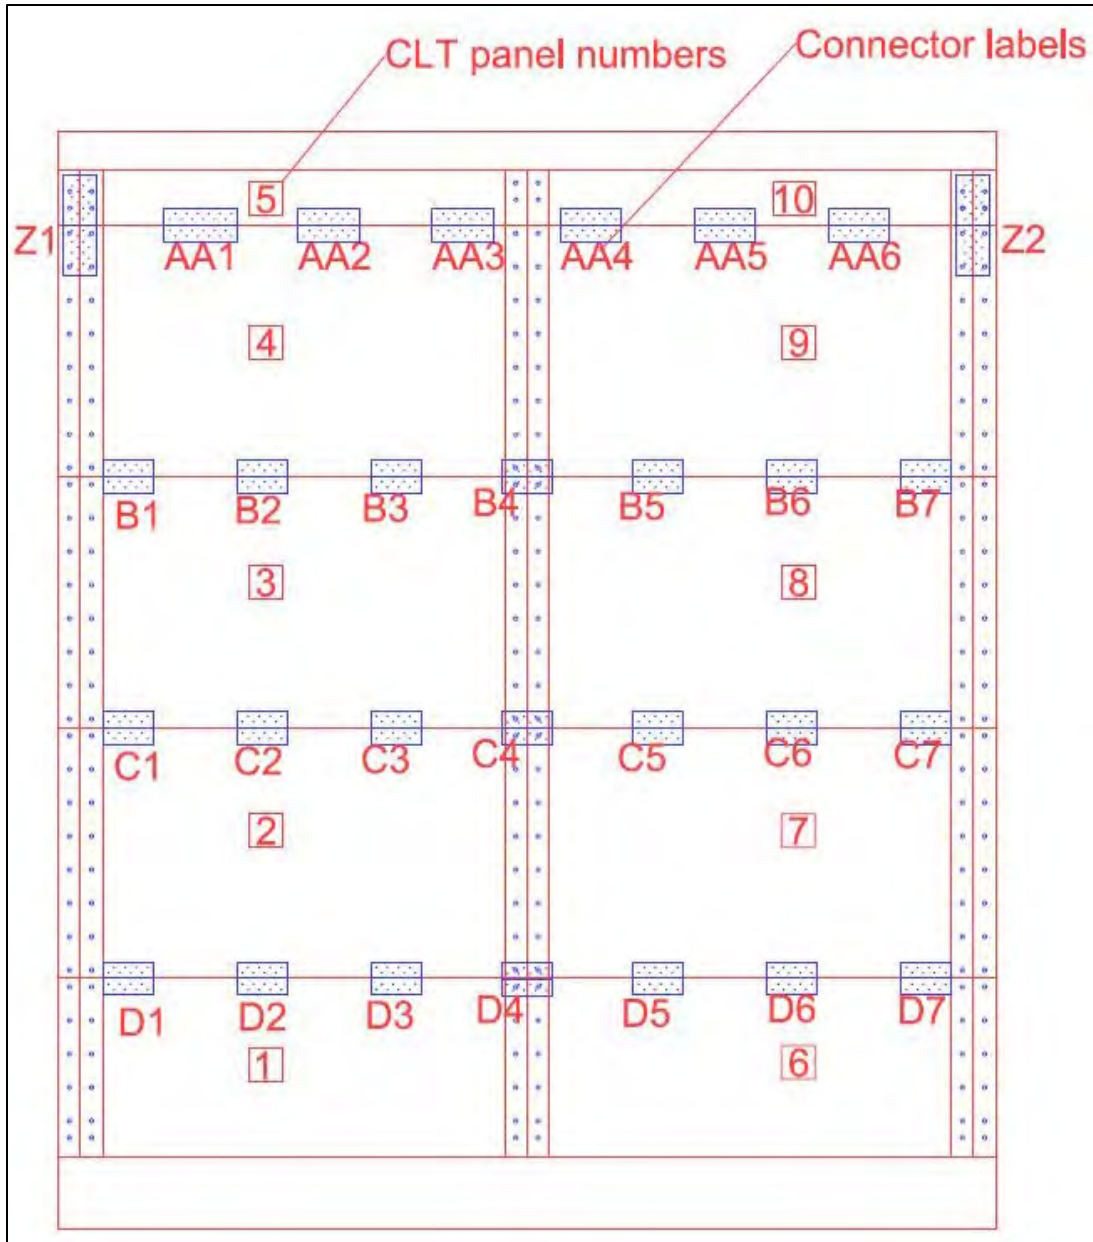 CLT panel numbers
Connector labels
5
10
Z1
AA1
AA2
AA3
AA4
AA5
AA6
Z2
4
9
B1
B2
B3
B4
B5
B6
B7
3
8
C1
C2
C3
C4
C5
C6
C7
2
7
D1
D2
D3
D4
D5
D6
D7
1
6